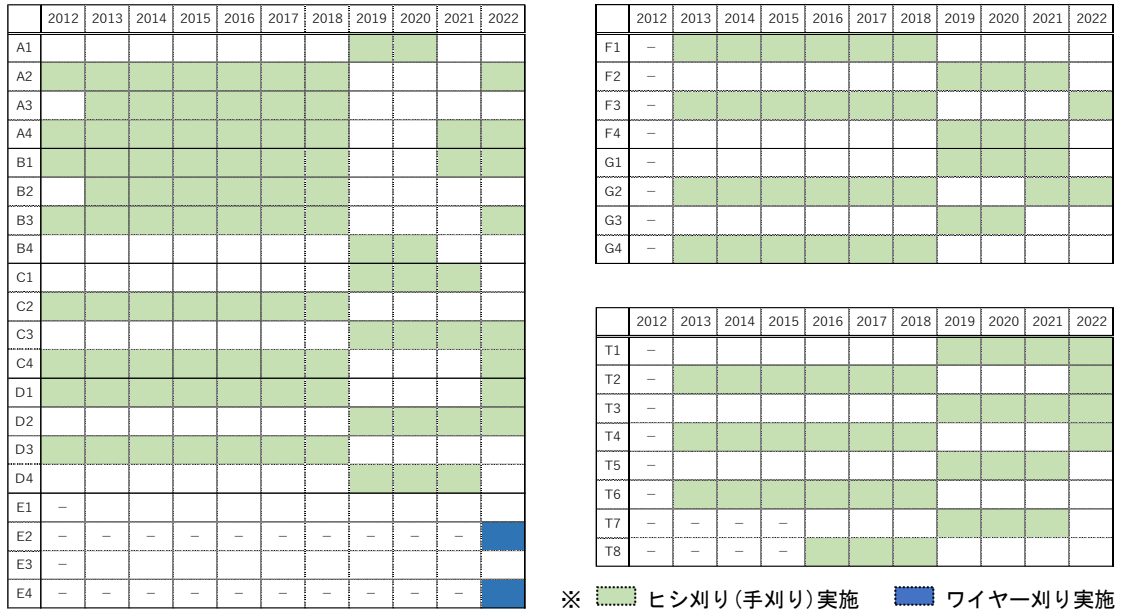 2012 2013 2014 2015 2016 2017 2018 2019 2020 2021 2022
A1
A2
A3
A4
B1
B2
B3
B4
C1
C2
C3
C4
D1
D2
D3
D4
E1 －
E2 － － － － － － － － － －
E3 －
E4 － － － － － － － － － －
2012 2013 2014 2015 2016 2017 2018 2019 2020 2021 2022
F1 －
F2 －
F3 －
F4 －
G1 －
G2 －
G3 －
G4 －
2012 2013 2014 2015 2016 2017 2018 2019 2020 2021 2022
T1 －
T2 －
T3 －
T4 －
T5 －
T6 －
T7 － － － －
T8 － － － －
※ ヒシ刈り(手刈り)実施 ワイヤー刈り実施